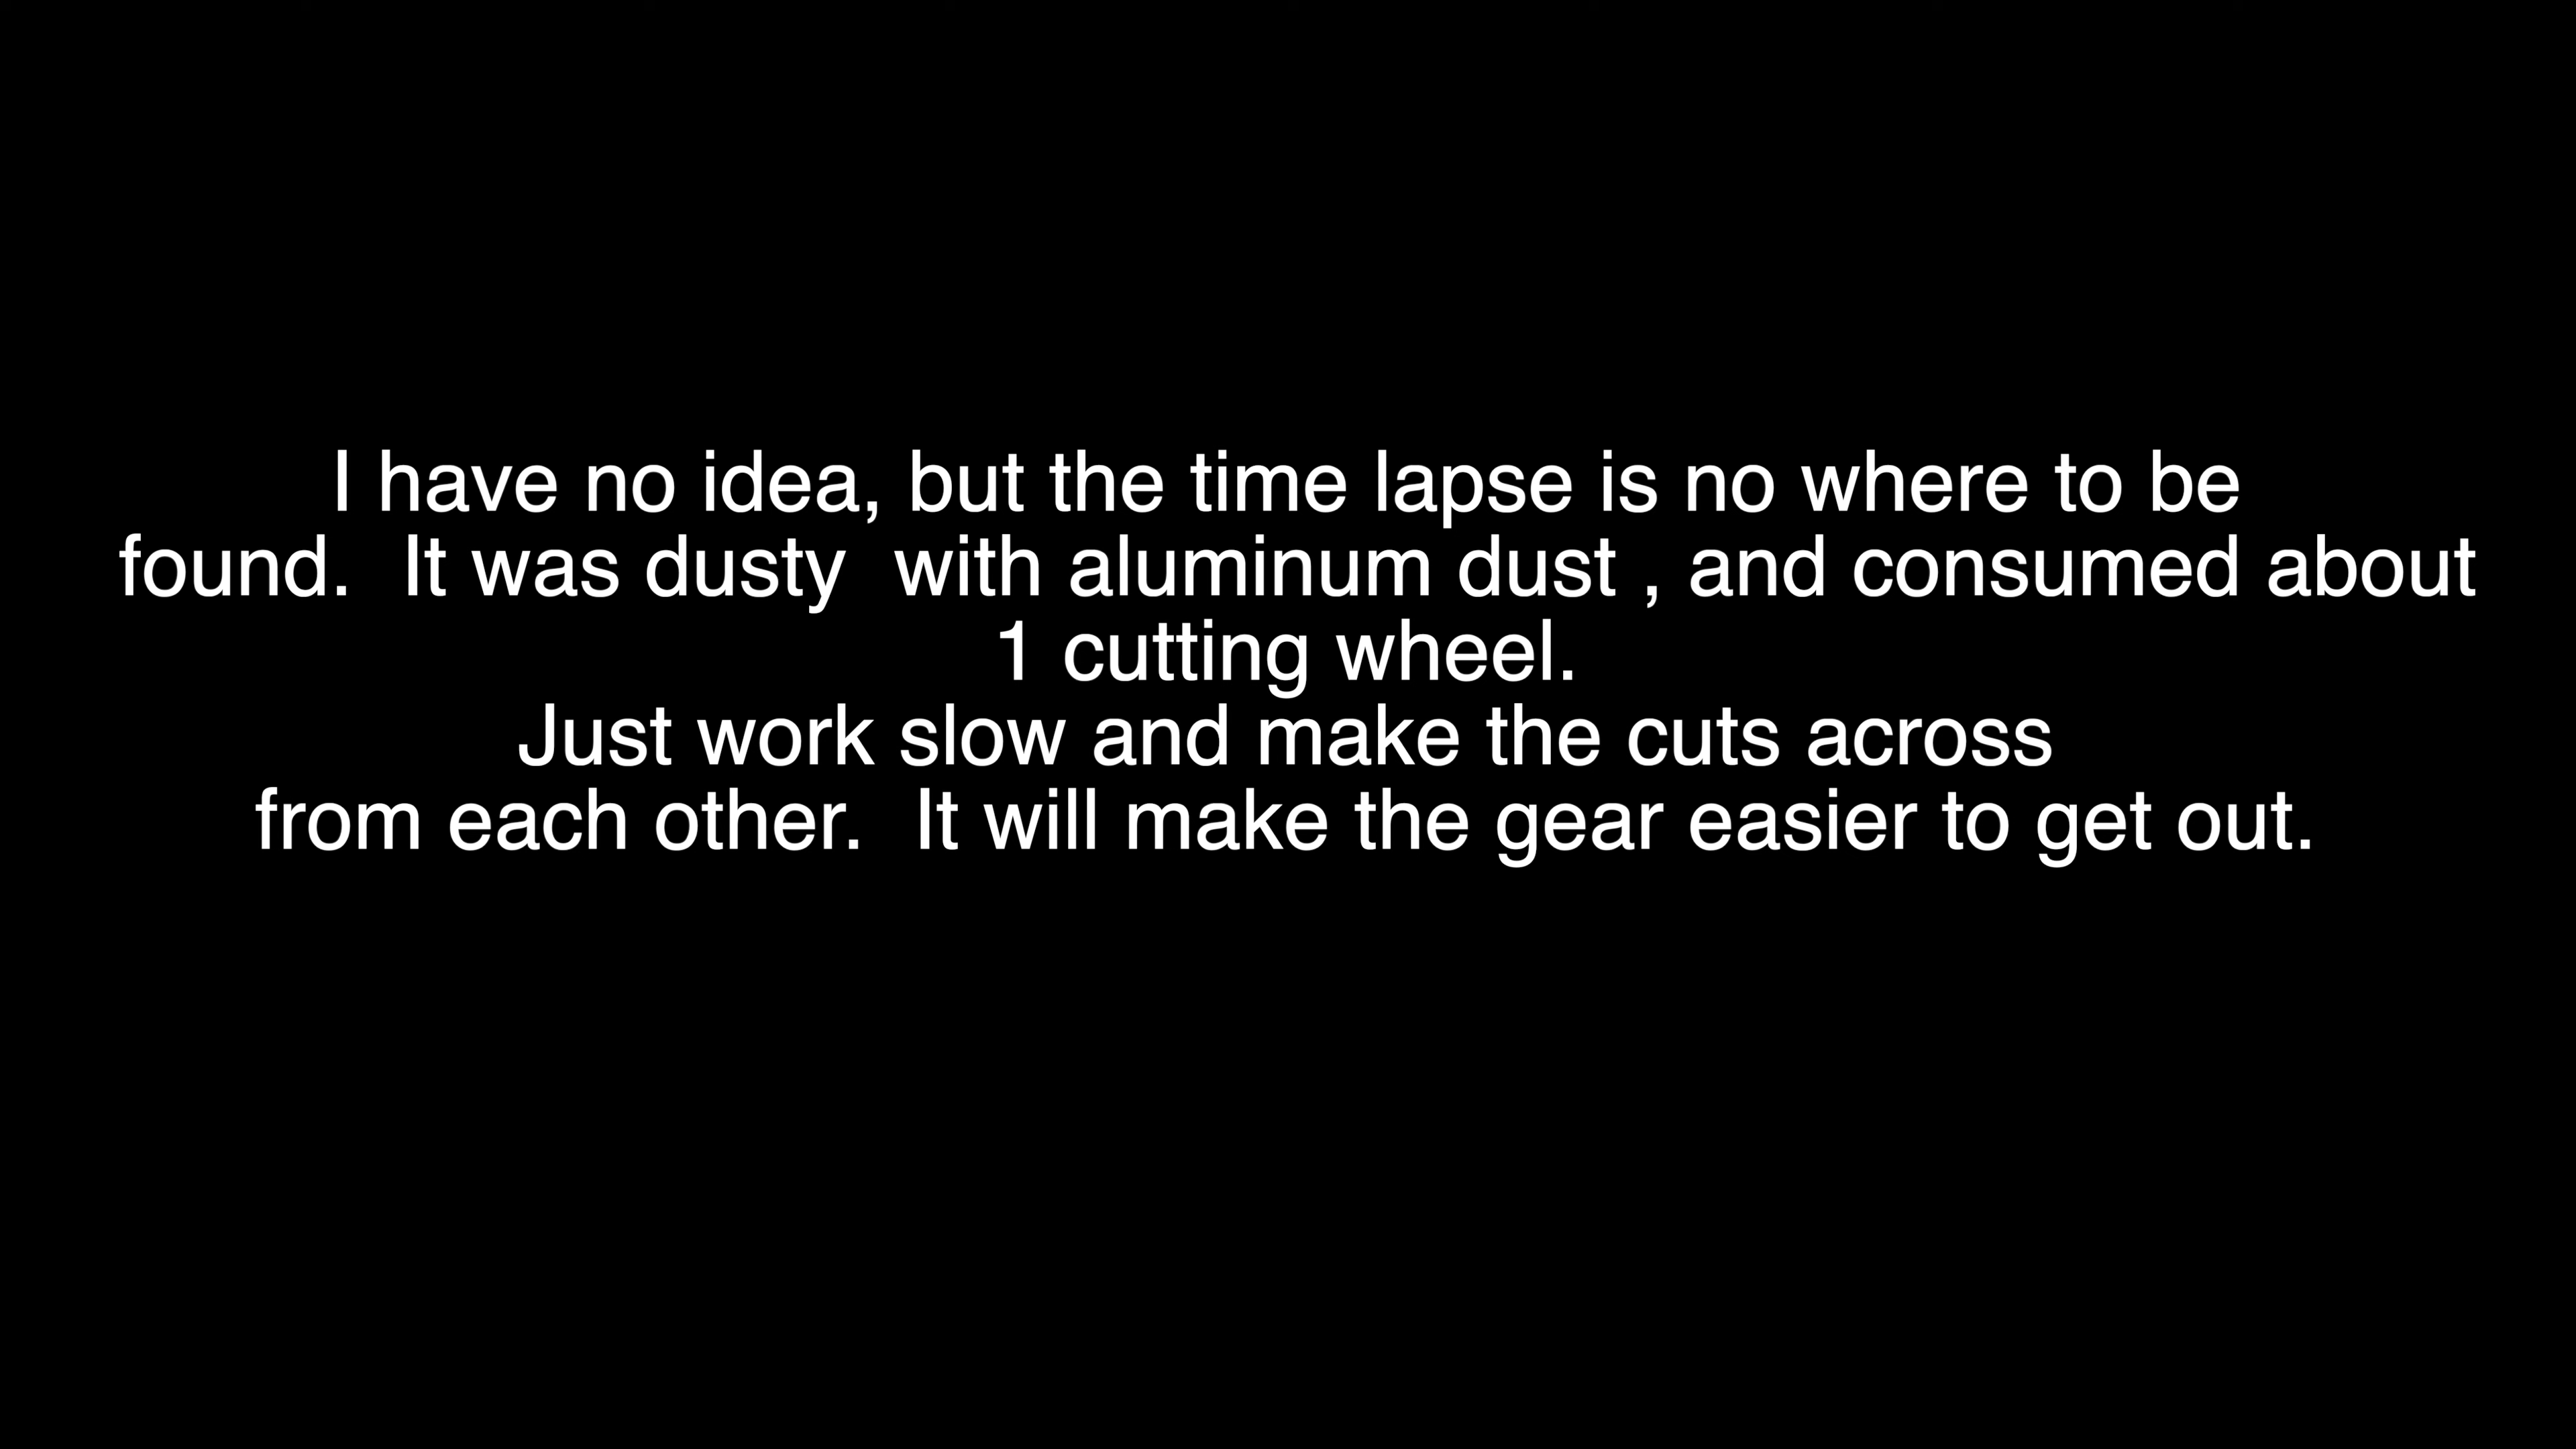 I have no idea, but the time lapse is no where to be
found.  It was dusty  with aluminum dust , and consumed about
1 cutting wheel.
Just work slow and make the cuts across
from each other.  It will make the gear easier to get out.